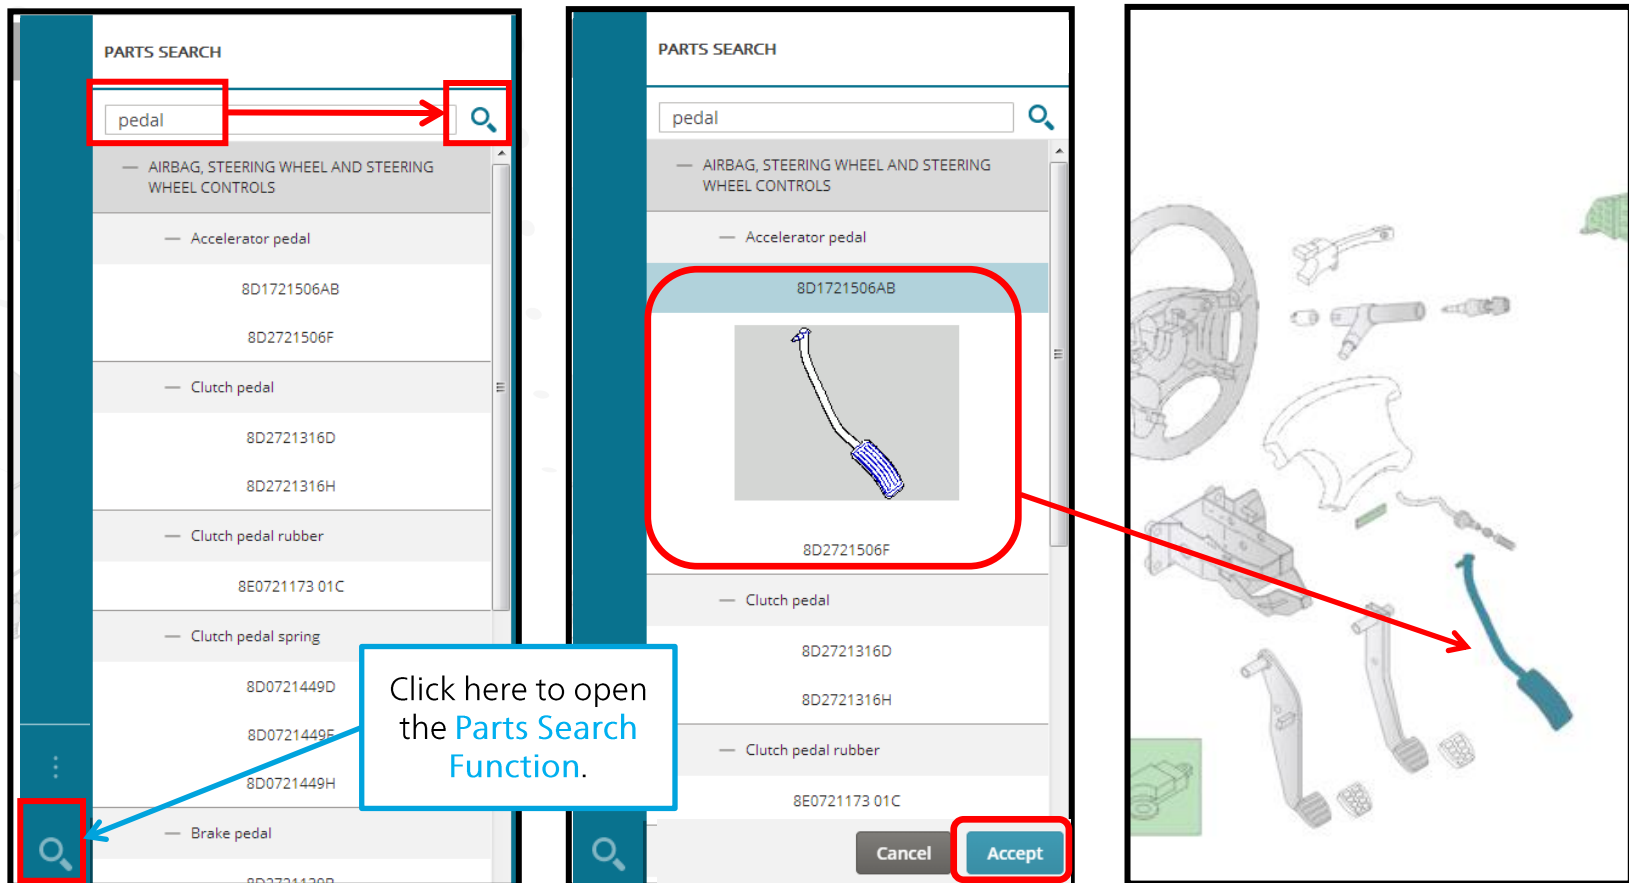 PARTS SEARCH
pedal
— AIRBAG, STEERING WHEEL AND STEERING
WHEEL CONTROLS
— Accelerator pedal
8D1721506AB
8D2721506F
— Clutch pedal
8D2721316D
8D2721316H
— Clutch pedal rubber
8E0721173 01C
— Clutch pedal spring
8D0721449D
8D0721449F
8D0721449H
— Brake pedal
Click here to open
the Parts Search
Function.
PARTS SEARCH
pedal
— AIRBAG, STEERING WHEEL AND STEERING
WHEEL CONTROLS
— Accelerator pedal
8D1721506AB
8D2721506F
— Clutch pedal
8D2721316D
8D2721316H
— Clutch pedal rubber
8E0721173 01C
Cancel
Accept